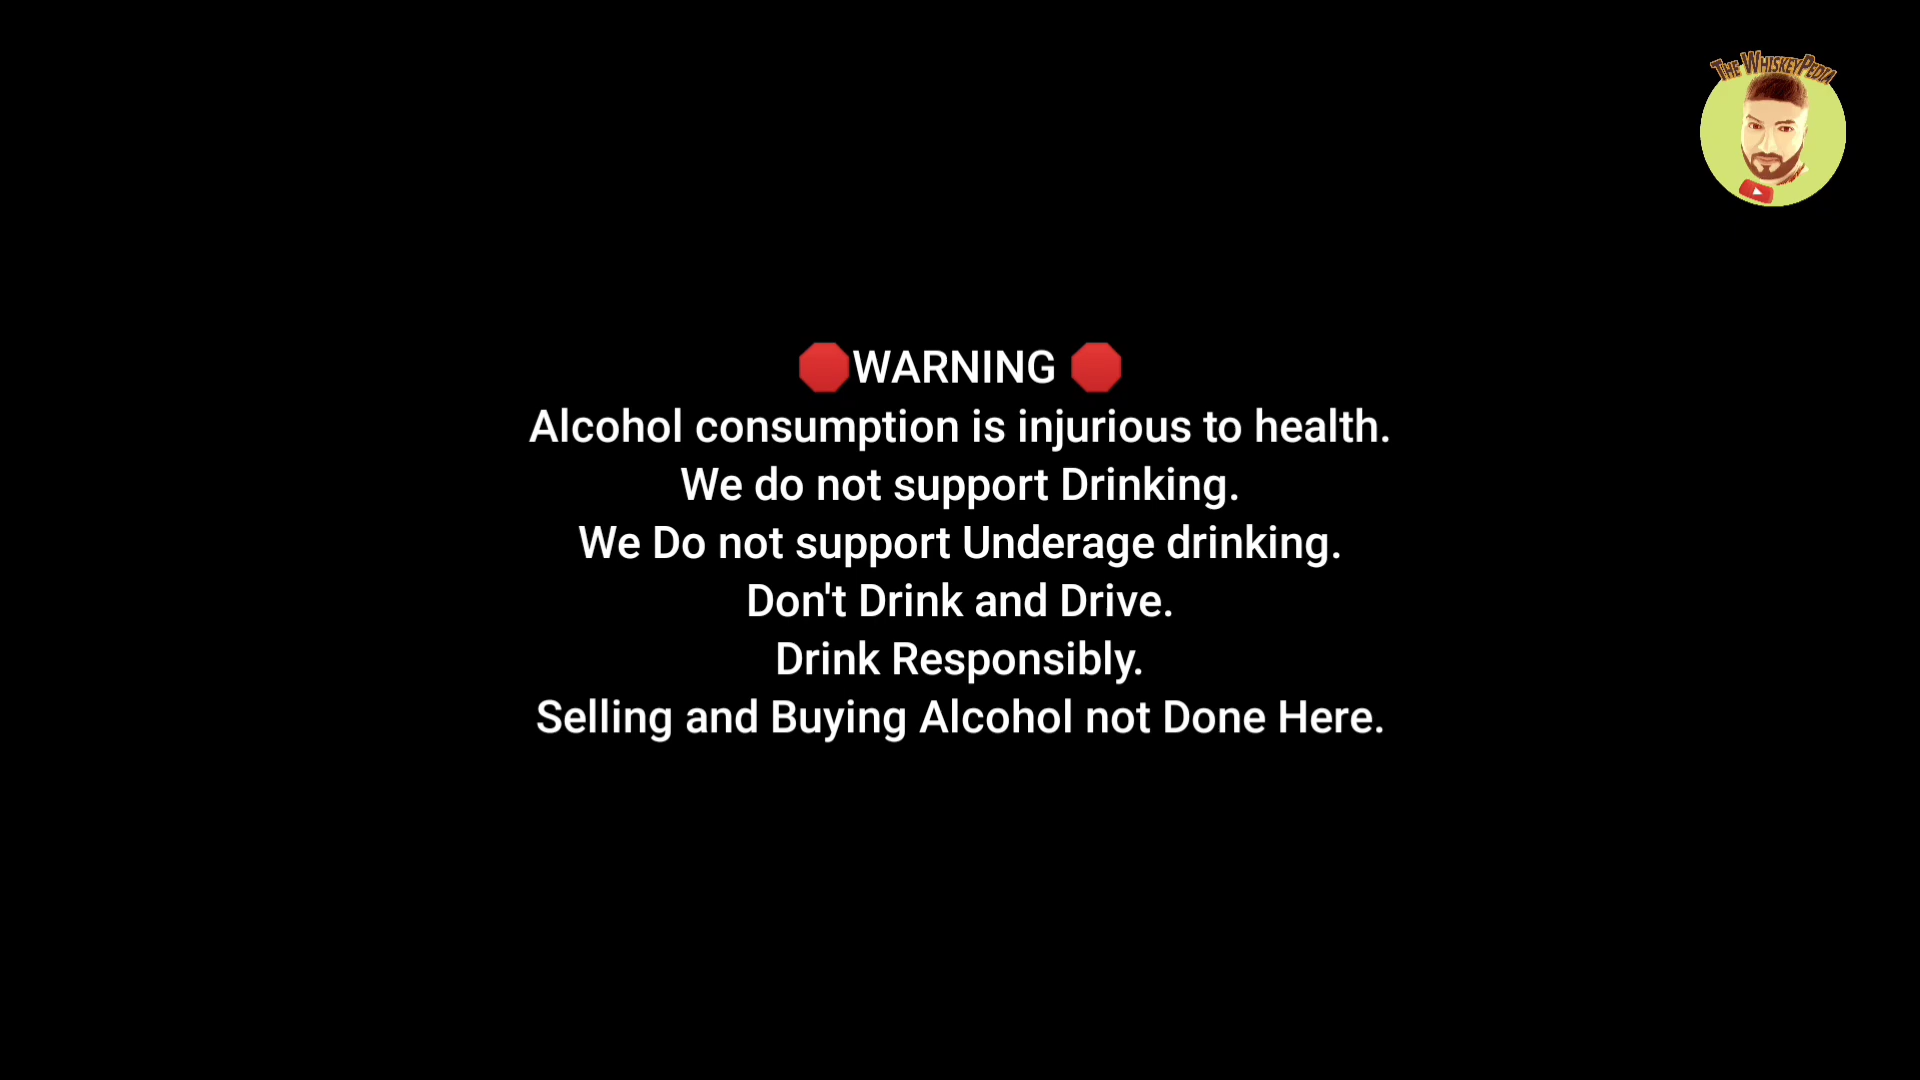 THE WHISKEYPEDIA
🛑WARNING 🛑
Alcohol consumption is injurious to health.
We do not support Drinking.
We Do not support Underage drinking.
Don't Drink and Drive.
Drink Responsibly.
Selling and Buying Alcohol not Done Here.